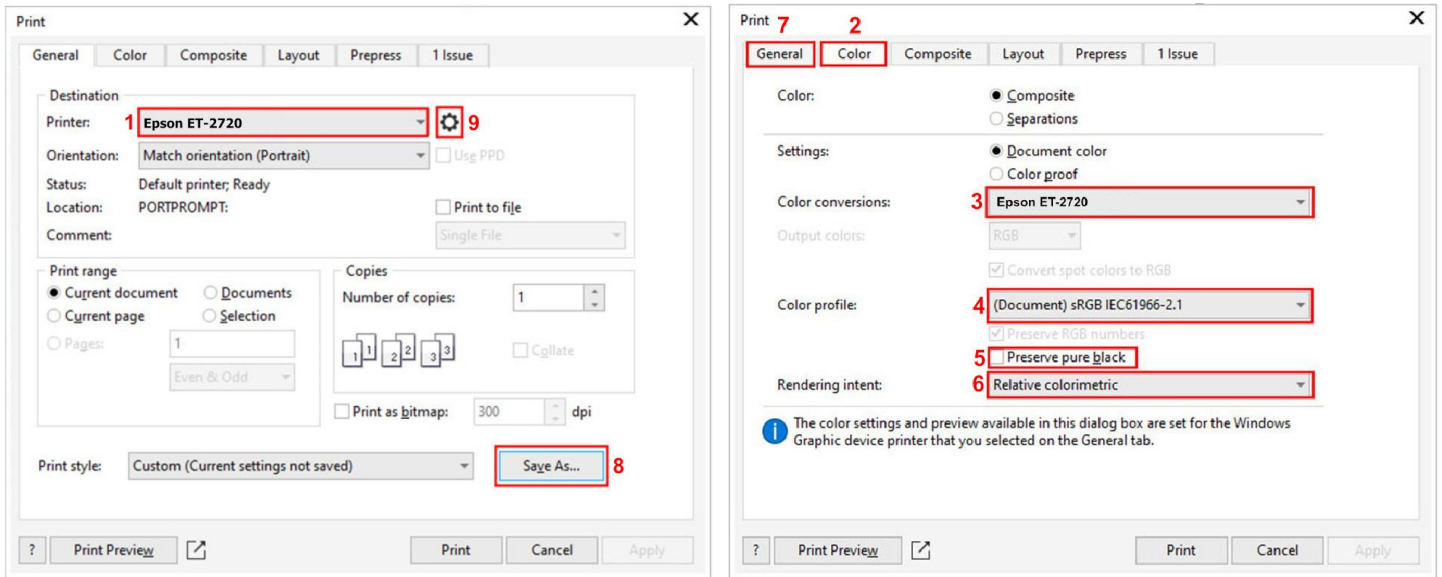 Print
General Color Composite Layout Prepress 1 Issue
Destination
Printer: 1 Epson ET-2720 9
Orientation: Match orientation (Portrait) Use PPD
Status: Default printer; Ready
Location: PORTPROMPT: Print to file
Comment: Single File
Print range
Current document Documents
Current page Selection
Pages: 1
Even & Odd
Copies
Number of copies: 1
1 1 2 2 3 3 Collate
Print as bitmap: 300 dpi
Print style: Custom (Current settings not saved) Save As... 8
? Print Preview Print Cancel Apply
Print 7 2
General Color Composite Layout Prepress 1 Issue
Color: Composite
Separations
Settings: Document color
Color proof
Color conversions: 3 Epson ET-2720
Output colors: RGB
Convert spot colors to RGB
Color profile: 4 (Document) sRGB IEC61966-2.1
Preserve RGB numbers
5 Preserve pure black
Rendering intent: 6 Relative colorimetric
i The color settings and preview available in this dialog box are set for the Windows
Graphic device printer that you selected on the General tab.
? Print Preview Print Cancel Apply